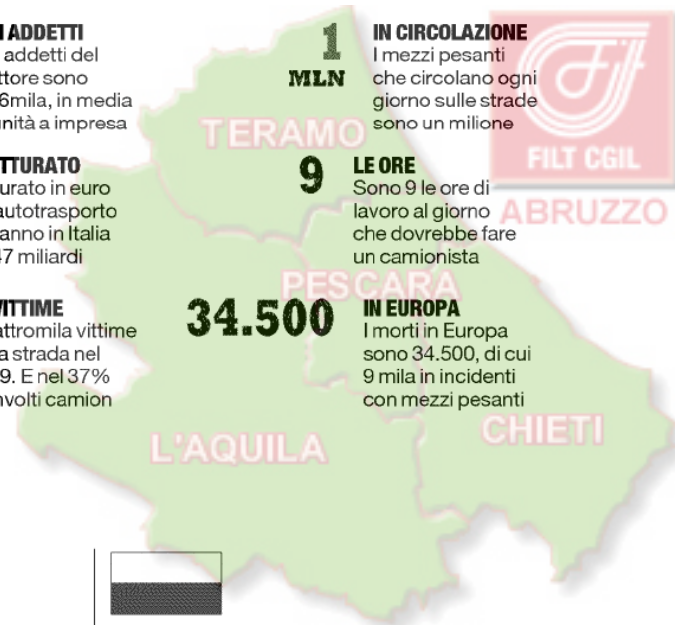 I ADDETTI
addetti del
ttore sono
6mila, in media
nità a impresa
TTURATO
urato in euro
autotrasporto
anno in Italia
47 miliardi
VITTIME
attromila vittime
a strada nel
9. E nel 37%
nvolti camion
1
MLN
IN CIRCOLAZIONE
I mezzi pesanti
che circolano ogni
giorno sulle strade
sono un milione
9
LE ORE
Sono 9 le ore di
lavoro al giorno
che dovrebbe fare
un camionista
34.500
IN EUROPA
I morti in Europa
sono 34.500, di cui
9 mila in incidenti
con mezzi pesanti
TERAMO
PESCARA
L'AQUILA
CHIETI
FILT CGIL
ABRUZZO